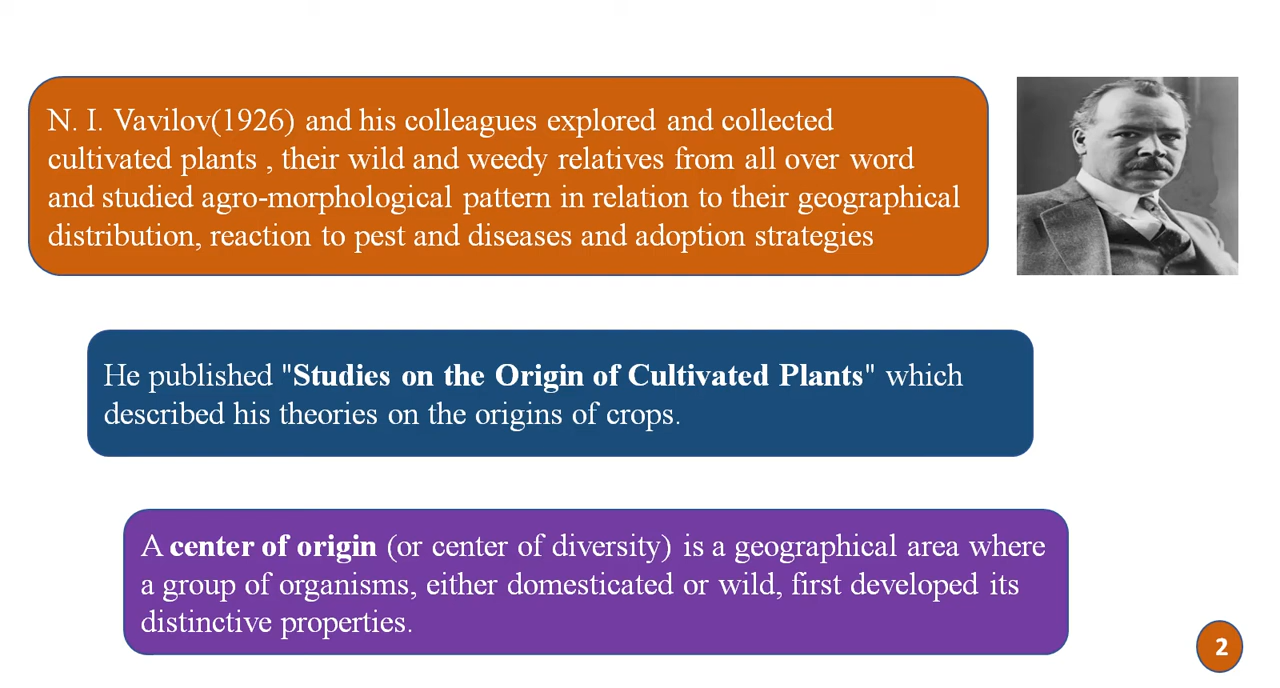 N. I. Vavilov(1926) and his colleagues explored and collected
cultivated plants , their wild and weedy relatives from all over word
and studied agro-morphological pattern in relation to their geographical
distribution, reaction to pest and diseases and adoption strategies
He published "Studies on the Origin of Cultivated Plants" which
described his theories on the origins of crops.
A center of origin (or center of diversity) is a geographical area where
a group of organisms, either domesticated or wild, first developed its
distinctive properties.
2